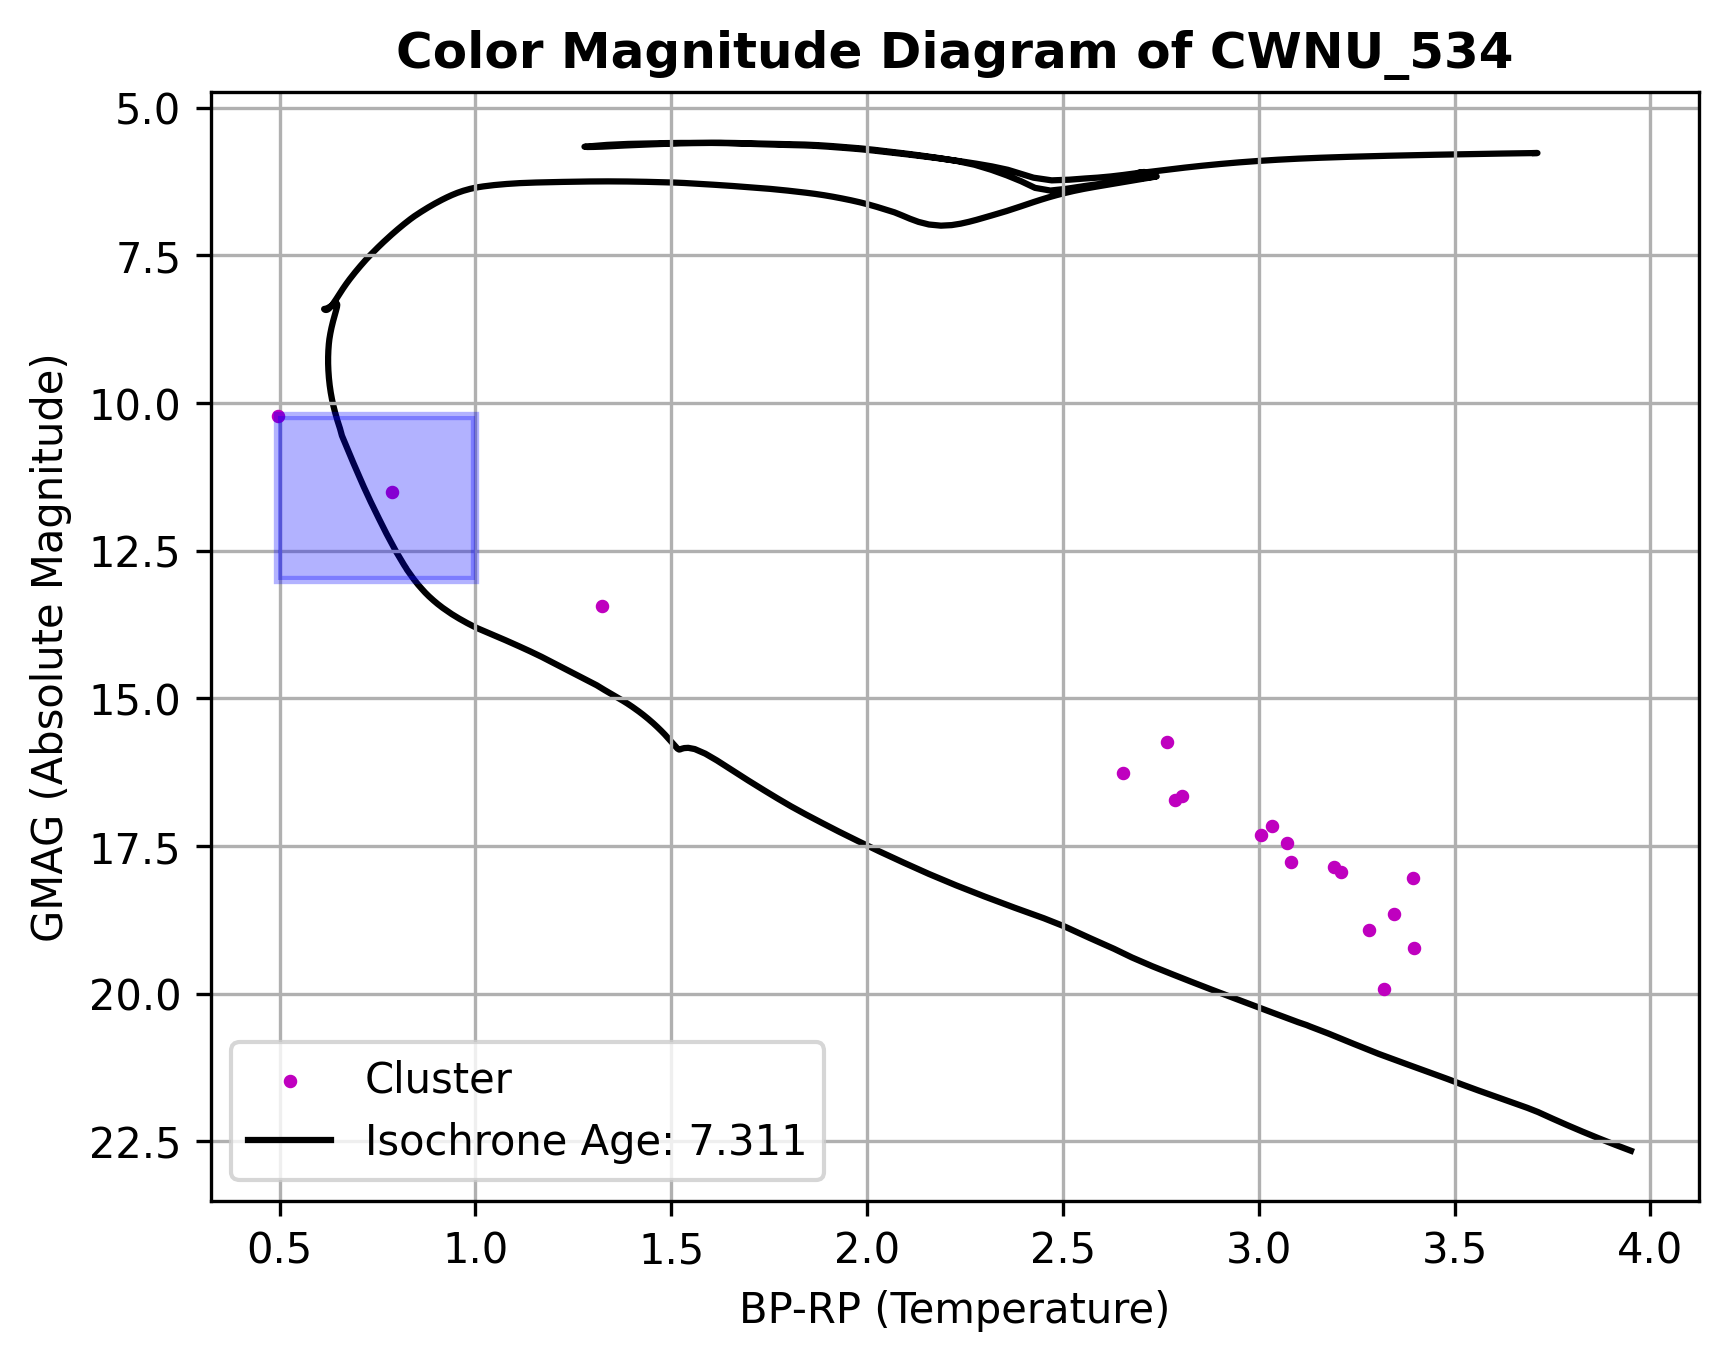 Color Magnitude Diagram of CWNU_534
GMAG (Absolute Magnitude)
5.0
7.5
10.0
12.5
15.0
17.5
20.0
22.5
Cluster
Isochrone Age: 7.311
0.5 1.0 1.5 2.0 2.5 3.0 3.5 4.0
BP-RP (Temperature)